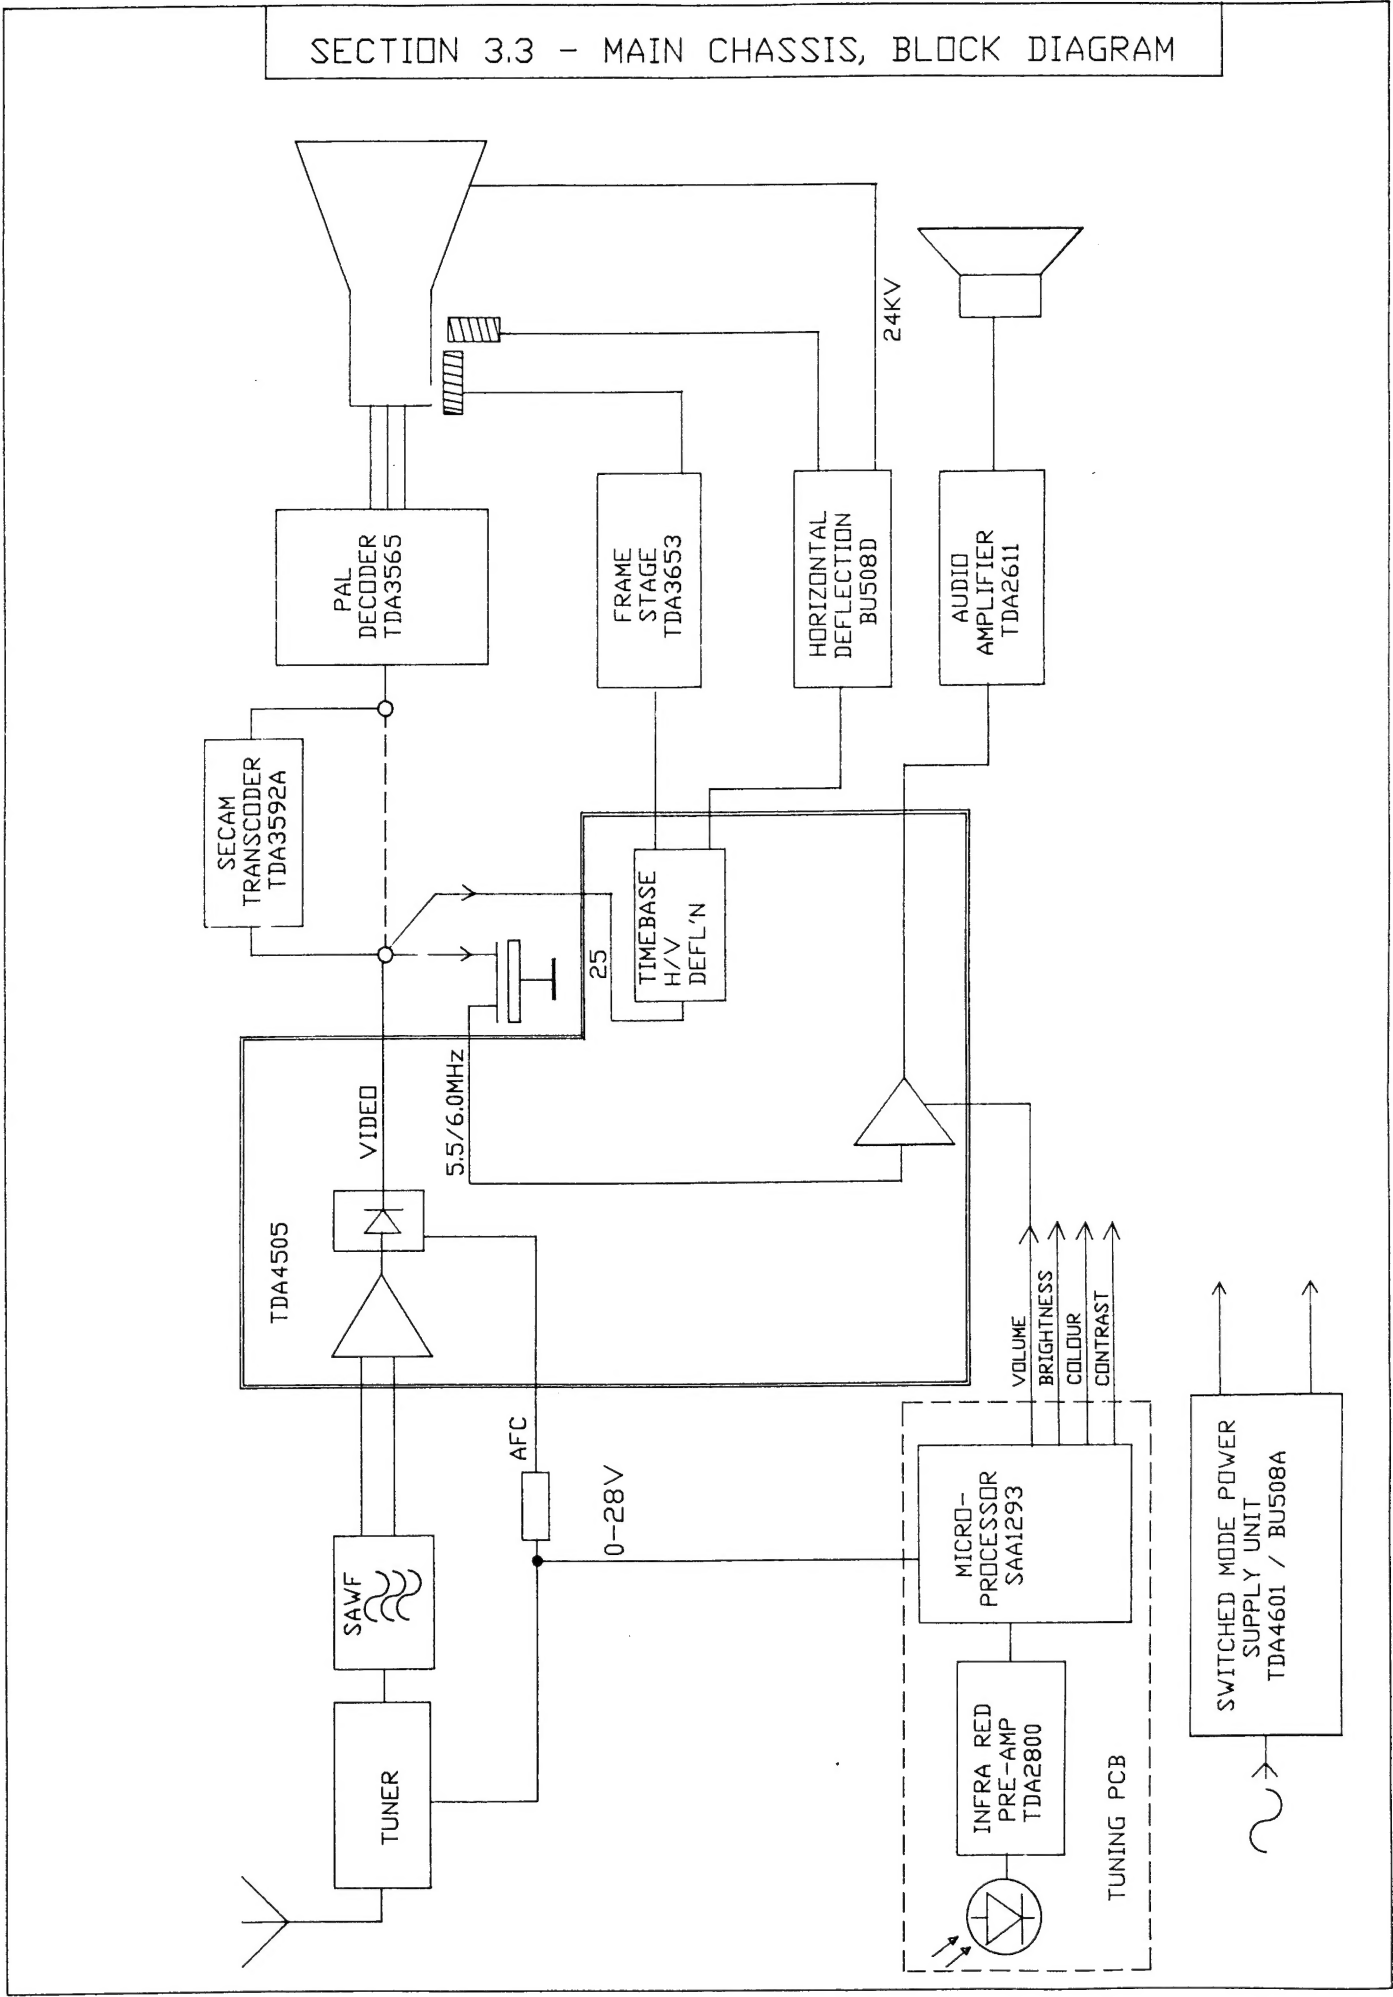 SECTION 3.3 - MAIN CHASSIS, BLOCK DIAGRAM
TUNER
SAWF
TDA4505
VIDEO
SECAM
TRANSCODER
TDA3592A
PAL
DECODER
TDA3565
AFC
0-28V
5.5/6.0MHz
25
TIMEBASE
H/V
DEFL'N
FRAME
STAGE
TDA3653
HORIZONTAL
DEFLECTION
BU508D
24KV
AUDIO
AMPLIFIER
TDA2611
INFRA RED
PRE-AMP
TDA2800
MICRO-
PROCESSOR
SAA1293
VOLUME
BRIGHTNESS
COLOUR
CONTRAST
TUNING PCB
SWITCHED MODE POWER
SUPPLY UNIT
TDA4601 / BU508A